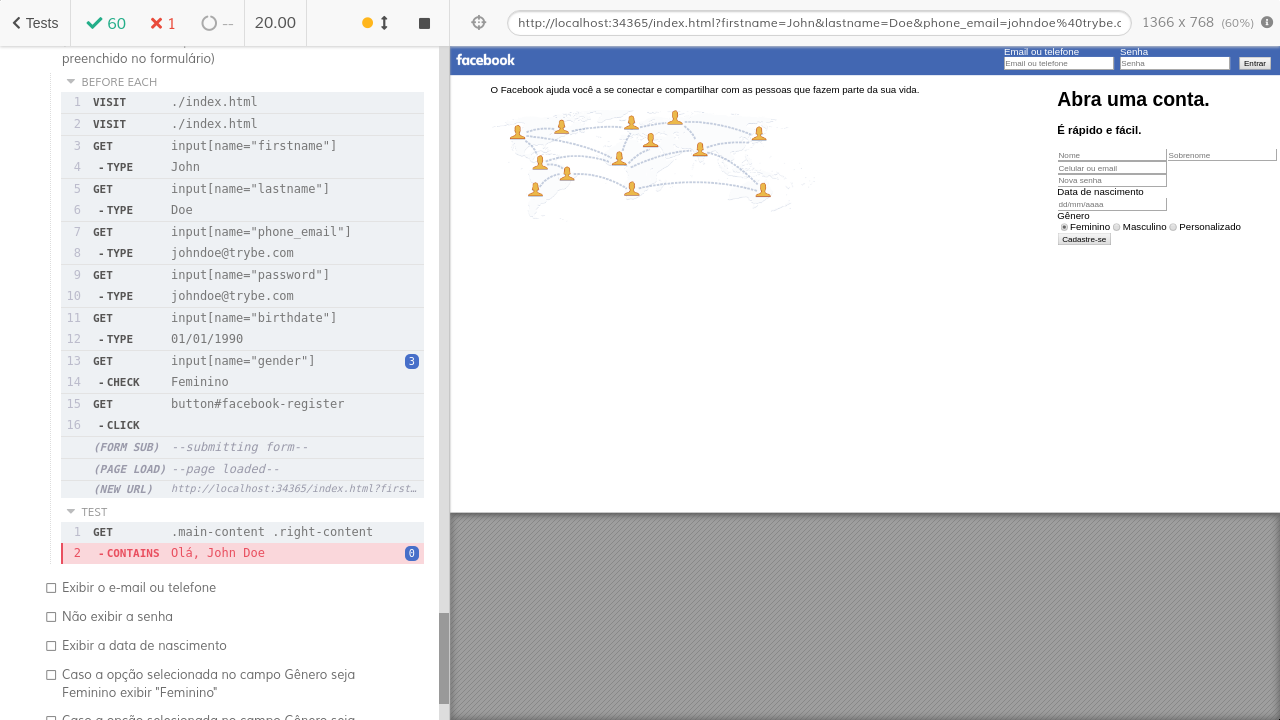 Tests
60
1
--
20.00
http://localhost:34365/index.html?firstname=John&lastname=Doe&phone_email=johndoe%40trybe.c
1366 x 768 (60%)
preenchido no formulário)
BEFORE EACH
1 VISIT ./index.html
2 VISIT ./index.html
3 GET input[name="firstname"]
4 - TYPE John
5 GET input[name="lastname"]
6 - TYPE Doe
7 GET input[name="phone_email"]
8 - TYPE johndoe@trybe.com
9 GET input[name="password"]
10 - TYPE johndoe@trybe.com
11 GET input[name="birthdate"]
12 - TYPE 01/01/1990
13 GET input[name="gender"] 3
14 - CHECK Feminino
15 GET button#facebook-register
16 - CLICK
(FORM SUB) --submitting form--
(PAGE LOAD) --page loaded--
(NEW URL) http://localhost:34365/index.html?first…
TEST
1 GET .main-content .right-content
2 - CONTAINS Olá, John Doe 0
Exibir o e-mail ou telefone
Não exibir a senha
Exibir a data de nascimento
Caso a opção selecionada no campo Gênero seja
Feminino exibir "Feminino"
Caso a opção selecionada no campo Gênero seja
facebook
Email ou telefone
Senha
Email ou telefone
Senha
Entrar
O Facebook ajuda você a se conectar e compartilhar com as pessoas que fazem parte da sua vida.
Abra uma conta.
É rápido e fácil.
Nome
Sobrenome
Celular ou email
Nova senha
Data de nascimento
dd/mm/aaaa
Gênero
Feminino Masculino Personalizado
Cadastre-se